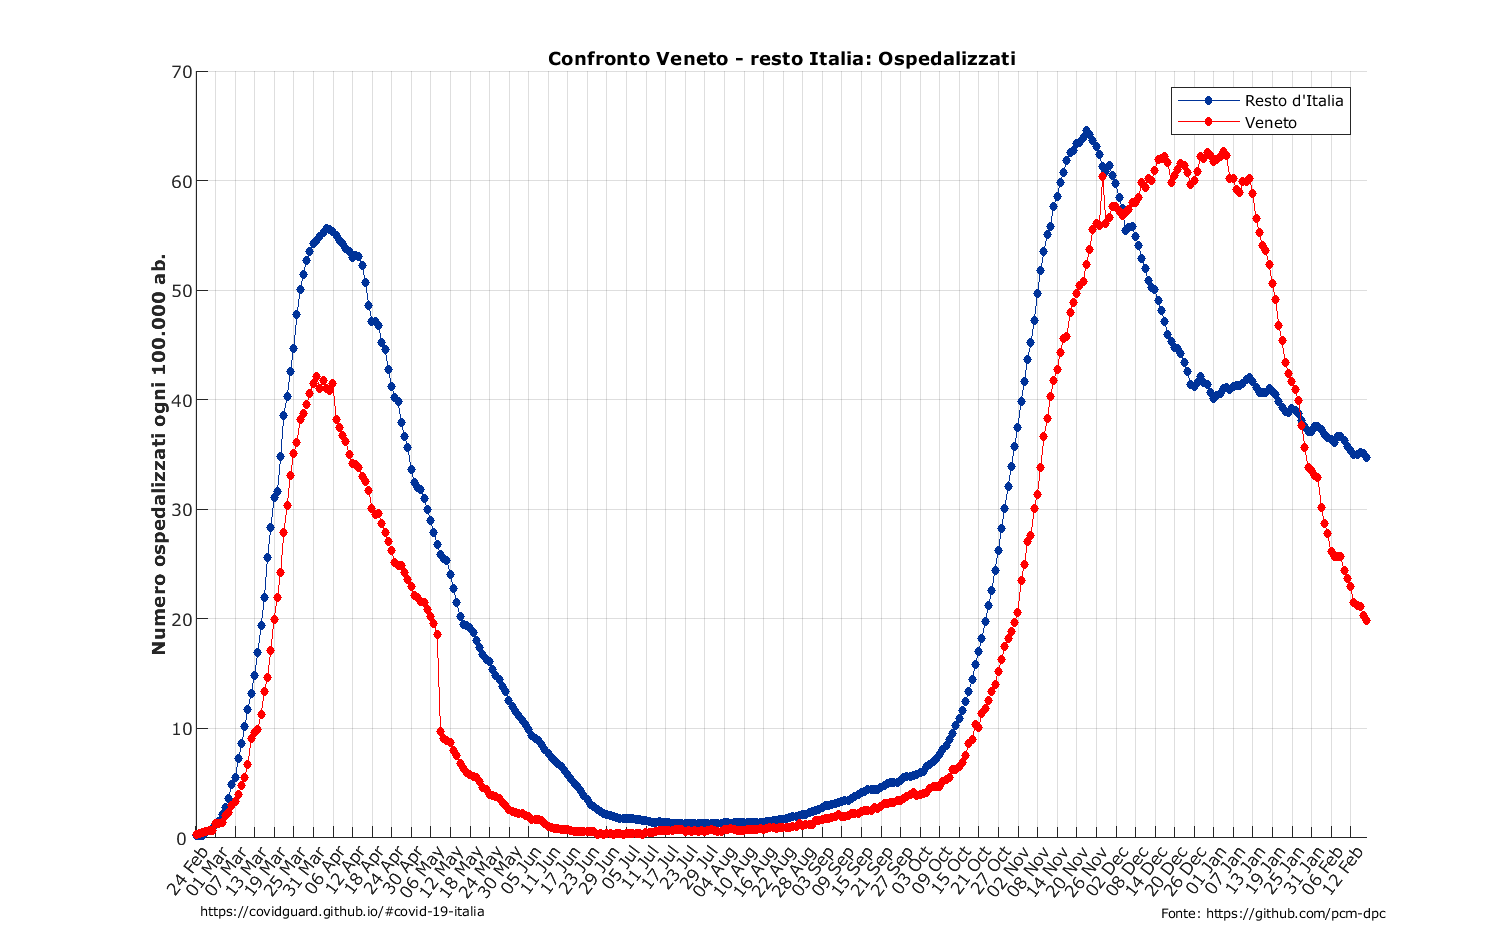 Confronto Veneto - resto Italia: Ospedalizzati
Resto d'Italia
Veneto
Numero ospedalizzati ogni 100.000 ab.
70
60
50
40
30
20
10
0
24 Feb
01 Mar
07 Mar
13 Mar
19 Mar
25 Mar
31 Mar
06 Apr
12 Apr
18 Apr
24 Apr
30 Apr
06 May
12 May
18 May
24 May
30 May
05 Jun
11 Jun
17 Jun
23 Jun
29 Jun
05 Jul
11 Jul
17 Jul
23 Jul
29 Jul
04 Aug
10 Aug
16 Aug
22 Aug
28 Aug
03 Sep
09 Sep
15 Sep
21 Sep
27 Sep
03 Oct
09 Oct
15 Oct
21 Oct
27 Oct
02 Nov
08 Nov
14 Nov
20 Nov
26 Nov
02 Dec
08 Dec
14 Dec
20 Dec
26 Dec
01 Jan
07 Jan
13 Jan
19 Jan
25 Jan
31 Jan
06 Feb
12 Feb
https://covidguard.github.io/#covid-19-italia
Fonte: https://github.com/pcm-dpc